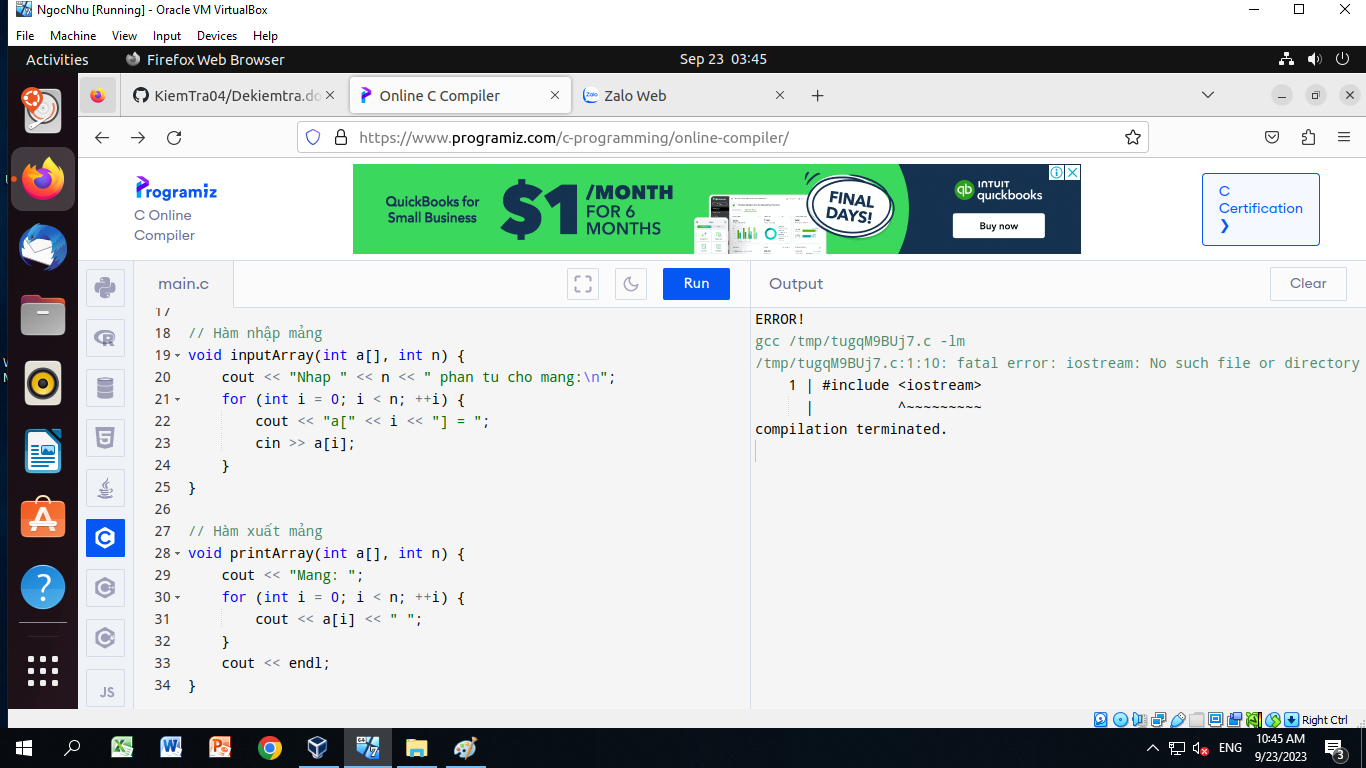 NgocNhu [Running] - Oracle VM VirtualBox
File Machine View Input Devices Help
Activities Firefox Web Browser Sep 23 03:45
KiemTra04/Dekiemtra.do
Online C Compiler
Zalo Web
https://www.programiz.com/c-programming/online-compiler/
Programiz
C Online
Compiler
QuickBooks for
Small Business
$1 /MONTH
FOR 6
MONTHS
FINAL
DAYS!
INTUIT
quickbooks
Buy now
C
Certification
❯
main.c
Run
Output
Clear
17
18 // Hàm nhập mảng
19 void inputArray(int a[], int n) {
20 cout << "Nhap " << n << " phan tu cho mang:\n";
21 for (int i = 0; i < n; ++i) {
22 cout << "a[" << i << "] = ";
23 cin >> a[i];
24 }
25 }
26
27 // Hàm xuất mảng
28 void printArray(int a[], int n) {
29 cout << "Mang: ";
30 for (int i = 0; i < n; ++i) {
31 cout << a[i] << " ";
32 }
33 cout << endl;
34 }
ERROR!
gcc /tmp/tugqM9BUj7.c -lm
/tmp/tugqM9BUj7.c:1:10: fatal error: iostream: No such file or directory
1 | #include <iostream>
| ^~~~~~~~~~
compilation terminated.
JS
Right Ctrl
ENG
10:45 AM
9/23/2023
3